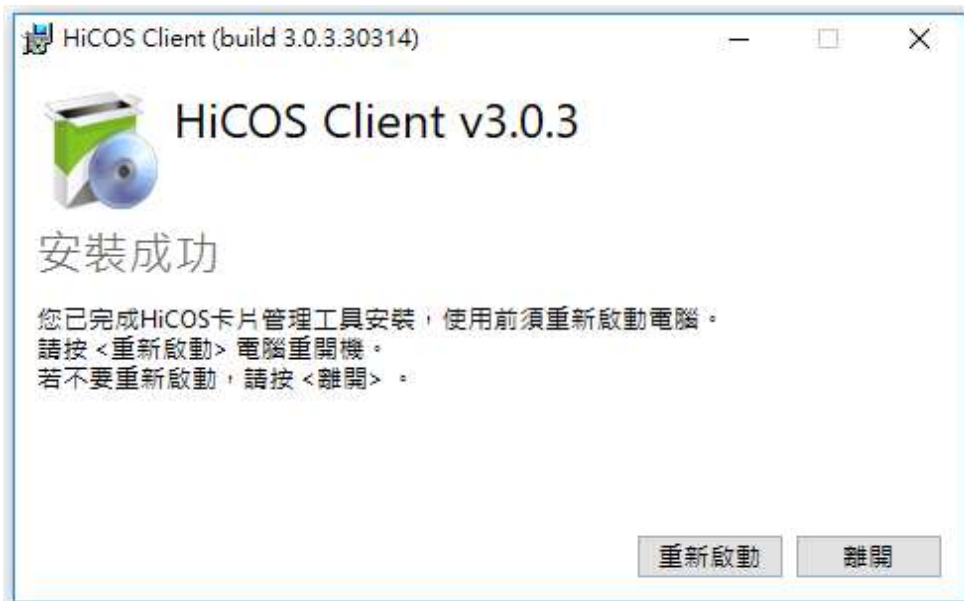 HiCOS Client (build 3.0.3.30314)
HiCOS Client v3.0.3
安裝成功
您已完成HiCOS卡片管理工具安裝，使用前須重新啟動電腦。
請按 <重新啟動> 電腦重開機。
若不要重新啟動，請按 <離開> 。
重新啟動 離開